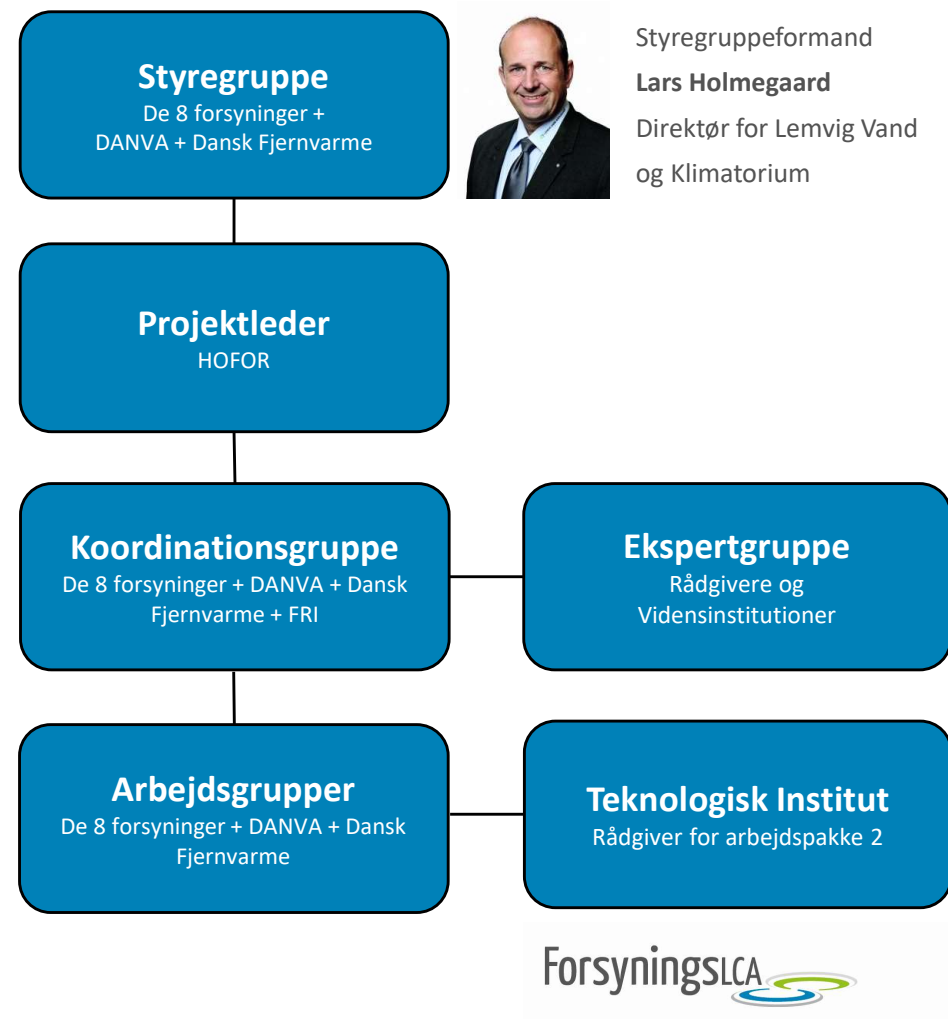 Styregruppe
De 8 forsyninger +
DANVA + Dansk Fjernvarme
Styregruppeformand
Lars Holmegaard
Direktør for Lemvig Vand
og Klimatorium
Projektleder
HOFOR
Koordinationsgruppe
De 8 forsyninger + DANVA + Dansk
Fjernvarme + FRI
Ekspertgruppe
Rådgivere og
Vidensinstitutioner
Arbejdsgrupper
De 8 forsyninger + DANVA + Dansk
Fjernvarme
Teknologisk Institut
Rådgiver for arbejdspakke 2
ForsyningsLCA